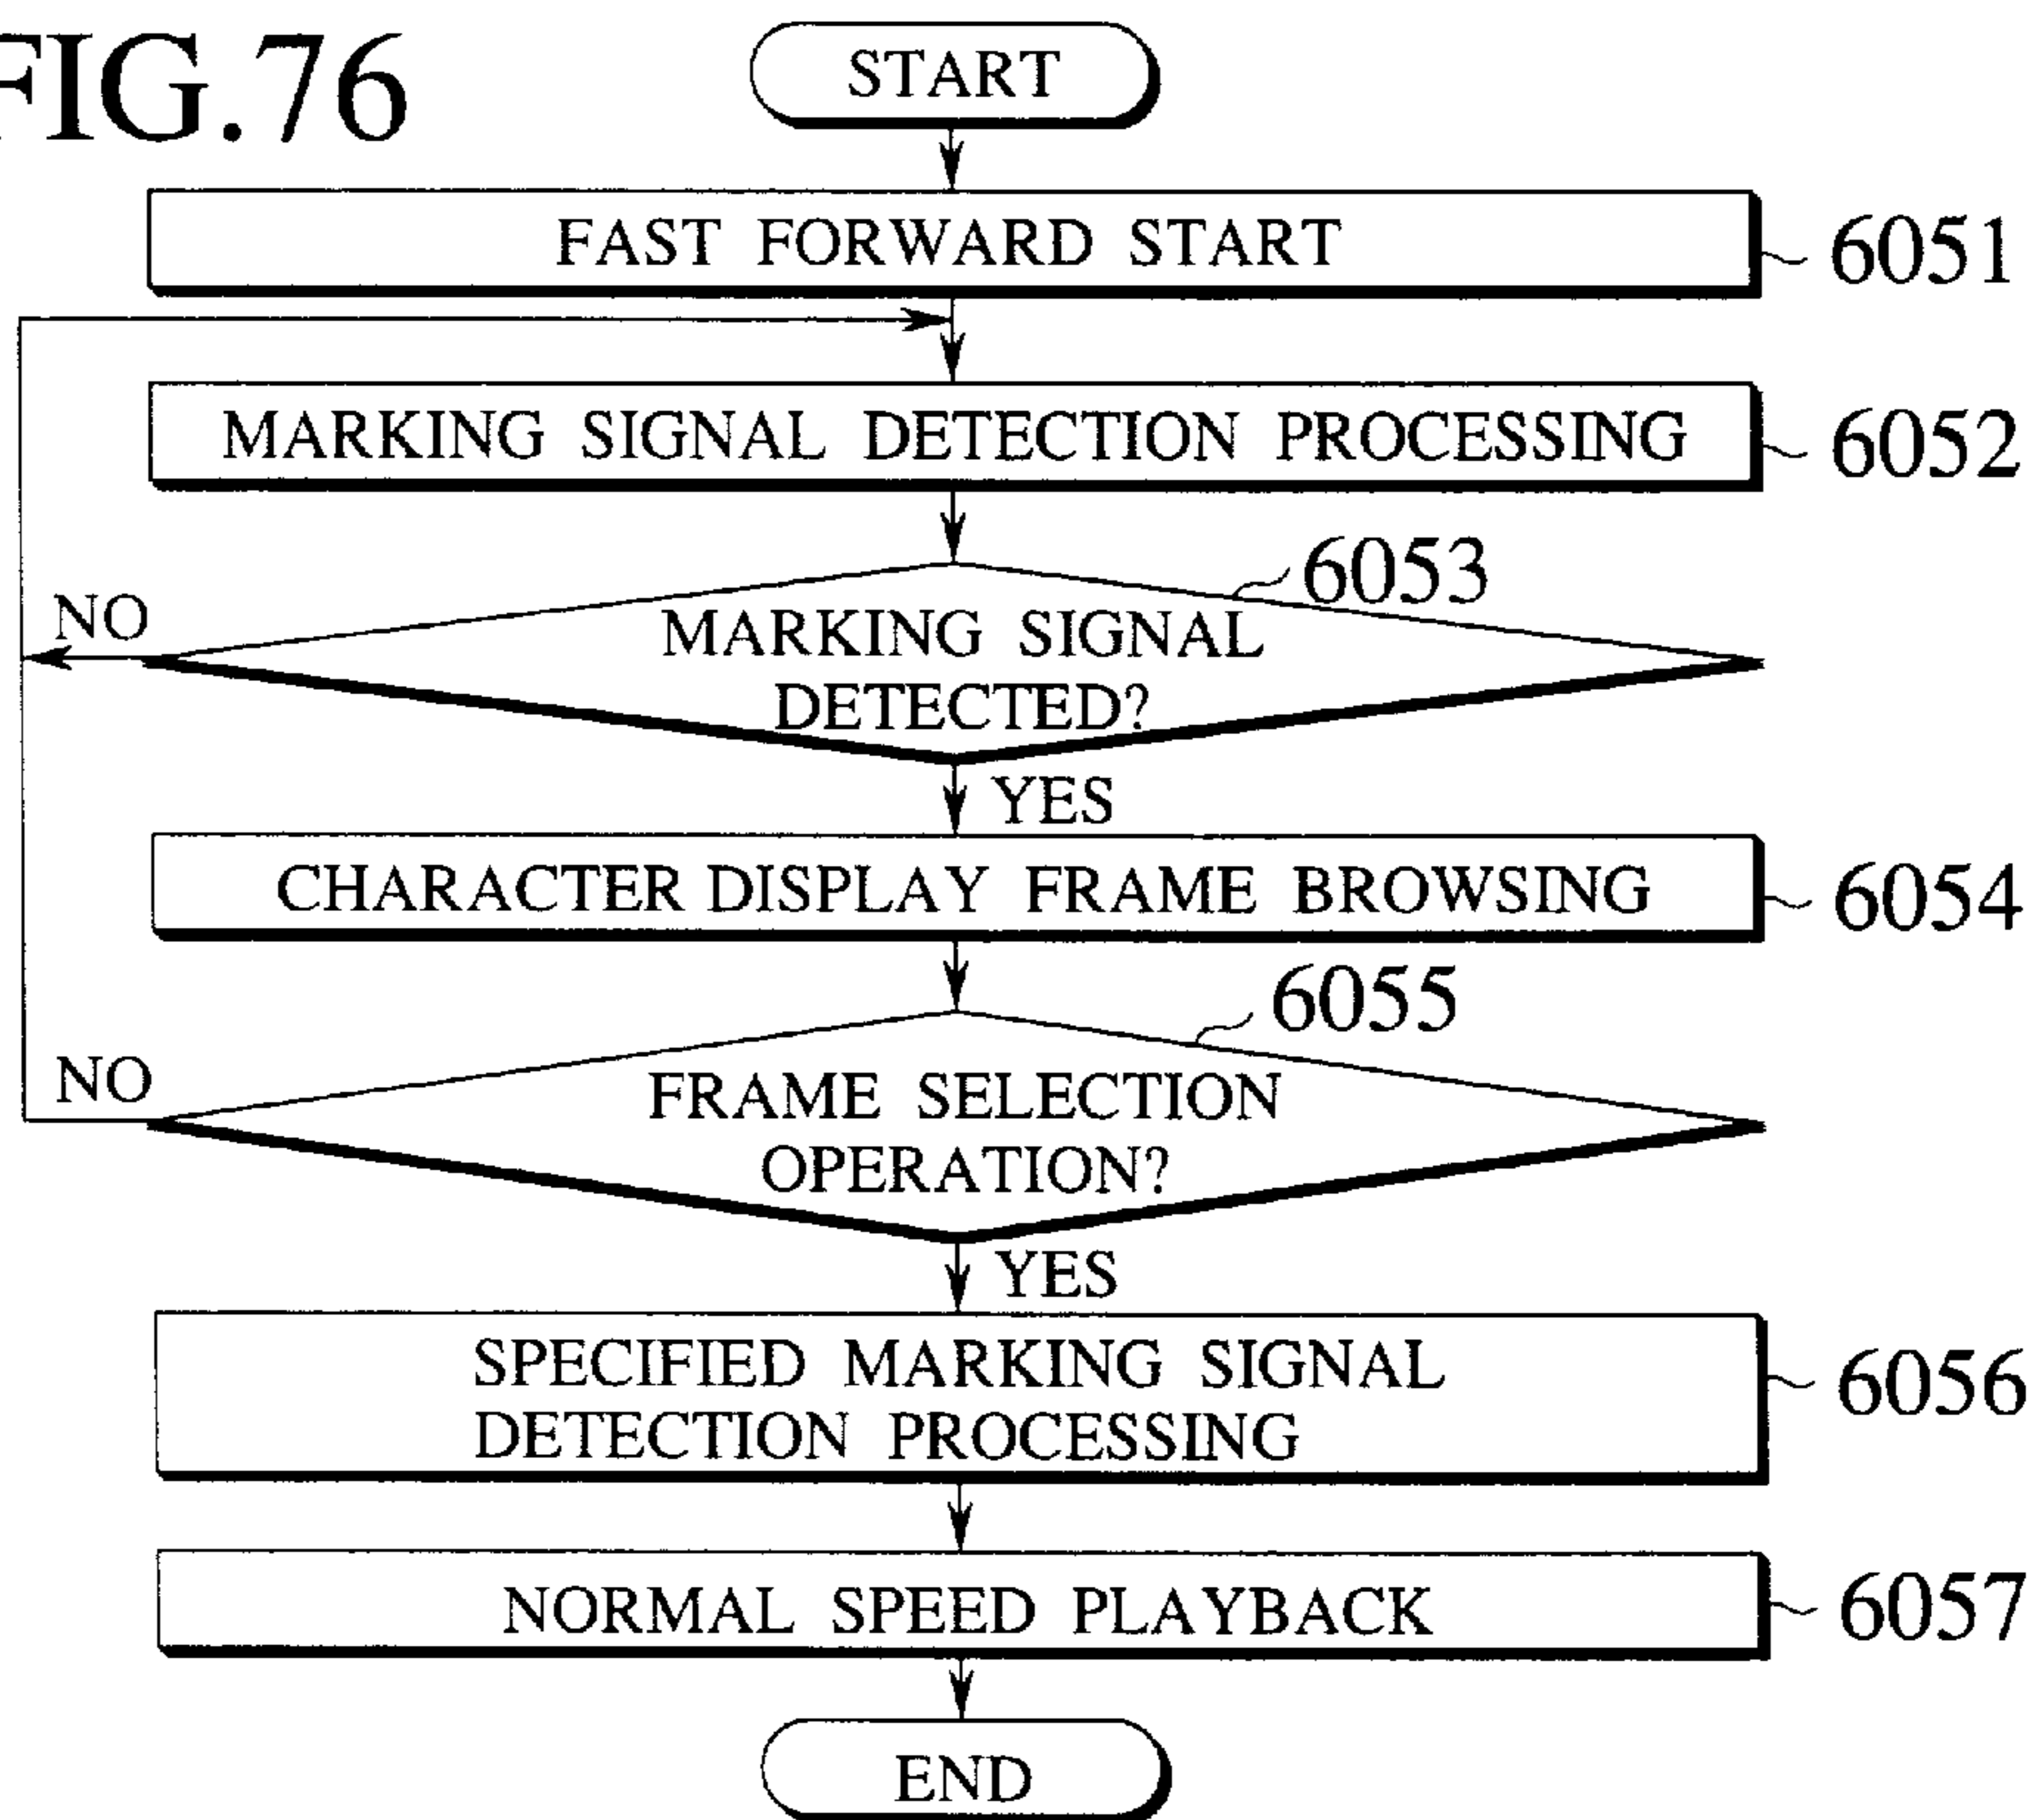 FIG.76
START
FAST FORWARD START
6051
MARKING SIGNAL DETECTION PROCESSING
6052
6053
MARKING SIGNAL
DETECTED?
NO
YES
CHARACTER DISPLAY FRAME BROWSING
6054
6055
FRAME SELECTION
OPERATION?
NO
YES
SPECIFIED MARKING SIGNAL
DETECTION PROCESSING
6056
NORMAL SPEED PLAYBACK
6057
END